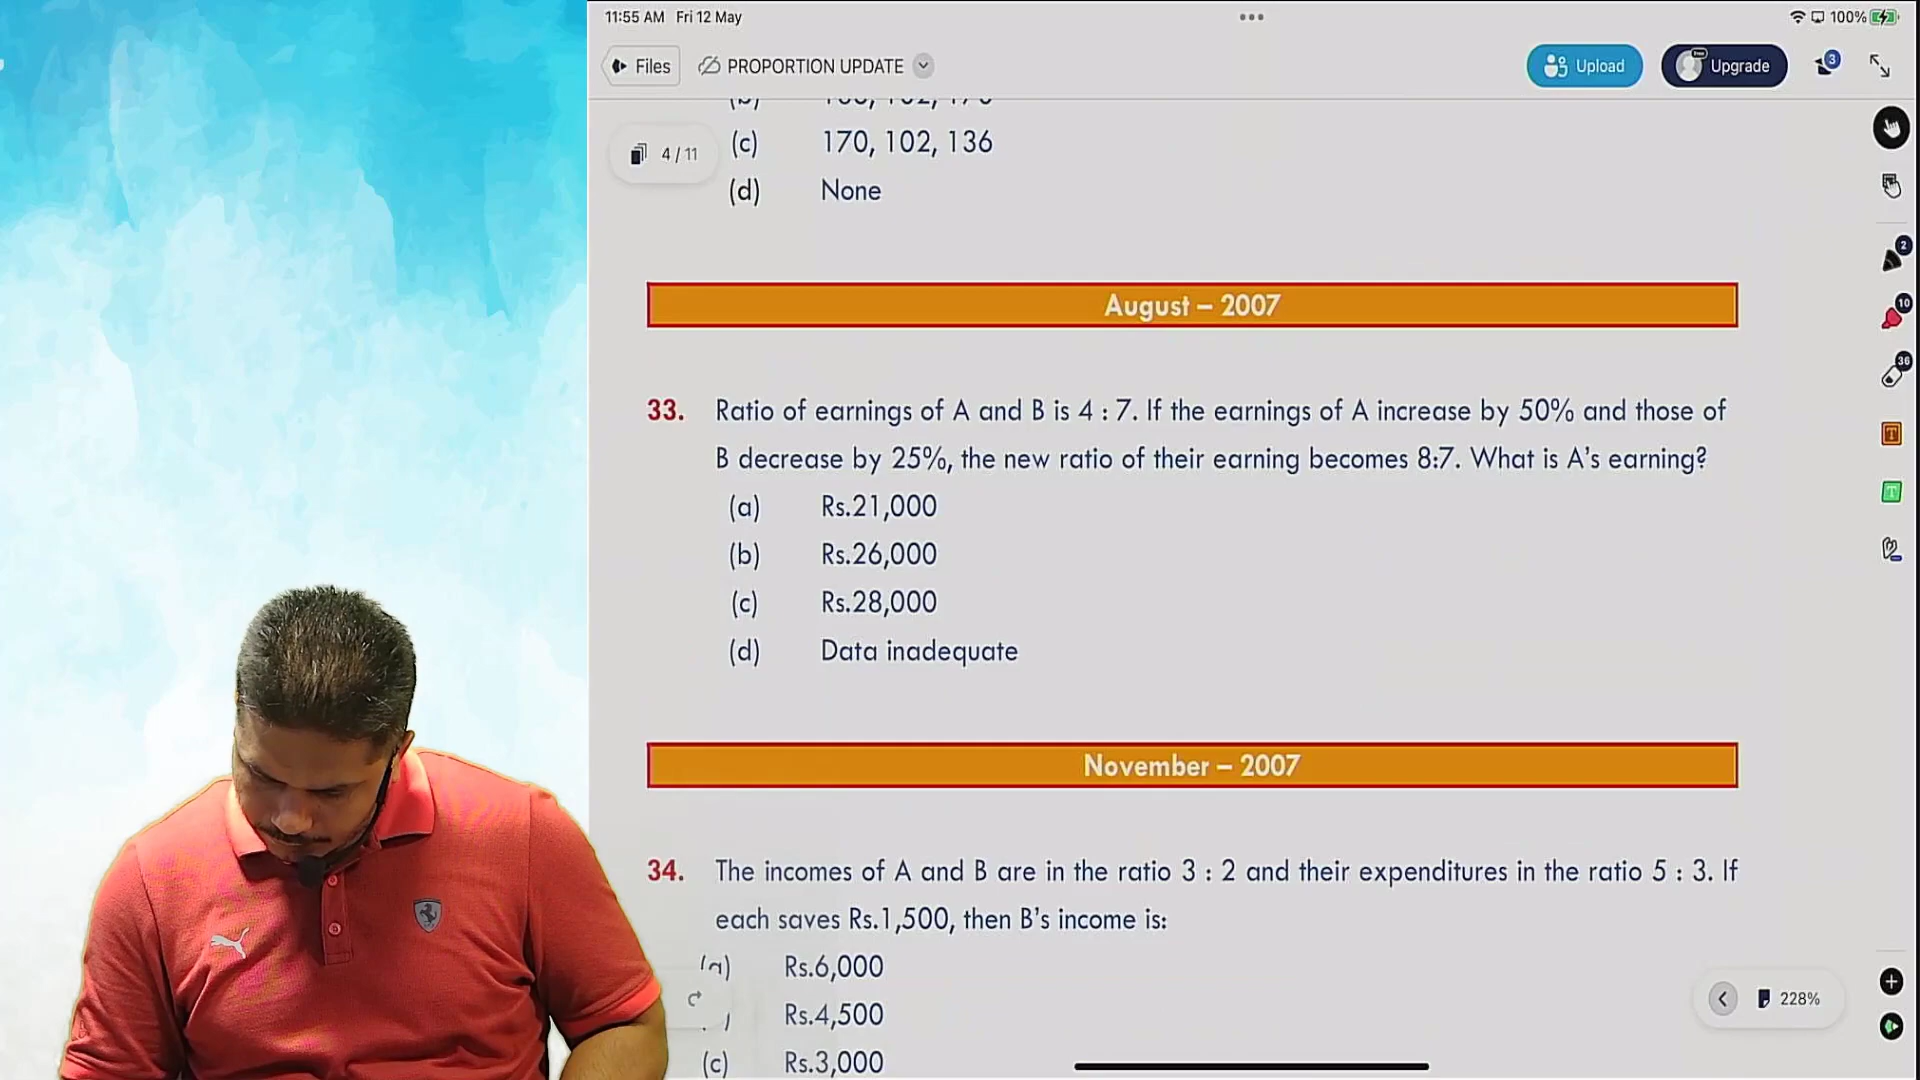 11:55 AM Fri 12 May
100%
Files
PROPORTION UPDATE
Upload
Upgrade
3
4 / 11
(c) 170, 102, 136
(d) None
August – 2007
33. Ratio of earnings of A and B is 4 : 7. If the earnings of A increase by 50% and those of
B decrease by 25%, the new ratio of their earning becomes 8:7. What is A's earning?
(a) Rs.21,000
(b) Rs.26,000
(c) Rs.28,000
(d) Data inadequate
November – 2007
34. The incomes of A and B are in the ratio 3 : 2 and their expenditures in the ratio 5 : 3. If
each saves Rs.1,500, then B's income is:
Rs.6,000
Rs.4,500
(c) Rs.3,000
2
10
36
T
T
228%